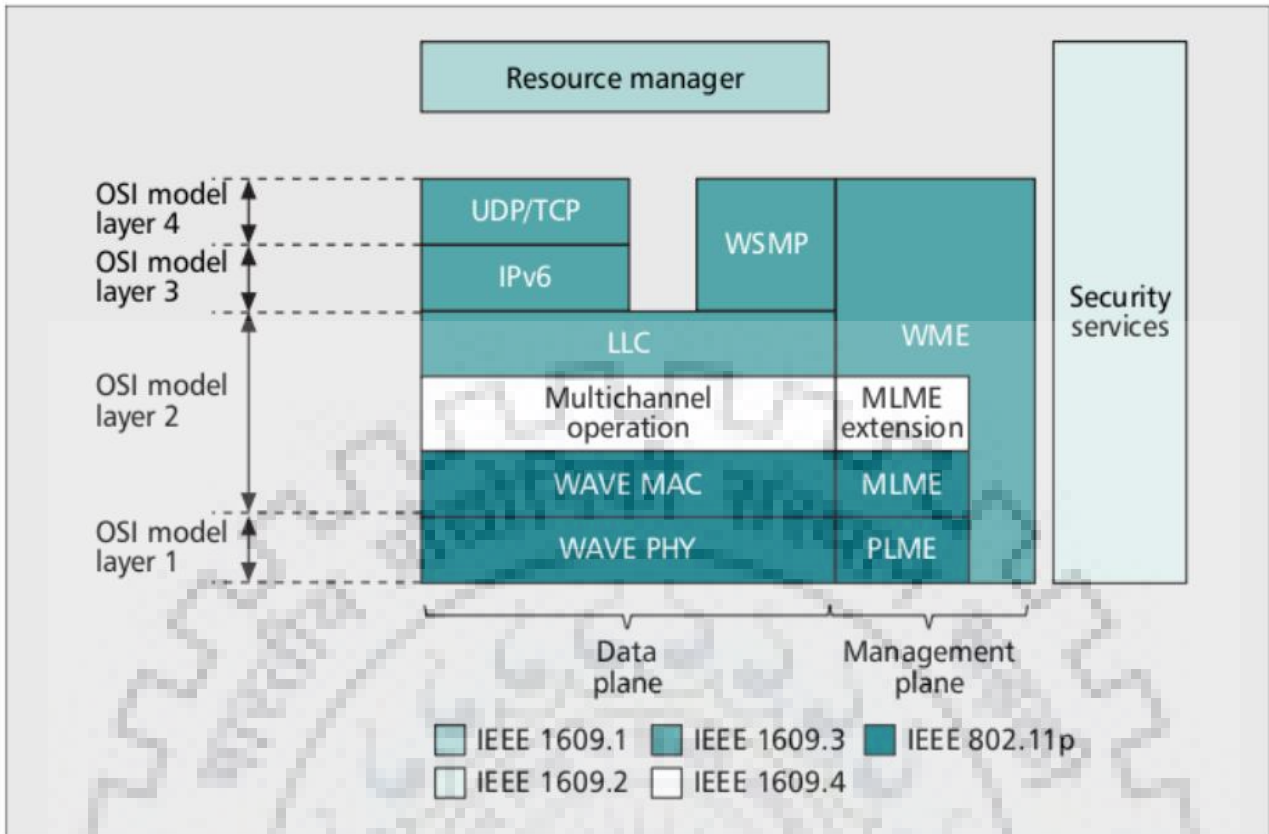 Resource manager
OSI model
layer 4
UDP/TCP
WSMP
OSI model
layer 3
IPv6
Security
services
LLC
WME
OSI model
layer 2
Multichannel
operation
MLME
extension
WAVE MAC
MLME
OSI model
layer 1
WAVE PHY
PLME
Data
plane
Management
plane
IEEE 1609.1
IEEE 1609.3
IEEE 802.11p
IEEE 1609.2
IEEE 1609.4